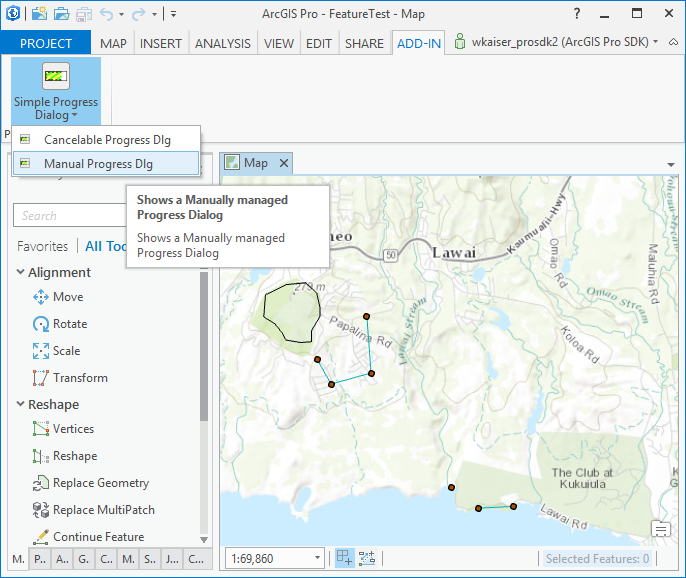 ArcGIS Pro - FeatureTest - Map
?
PROJECT MAP INSERT ANALYSIS VIEW EDIT SHARE ADD-IN wkaiser_prosdk2 (ArcGIS Pro SDK)
Simple Progress
Dialog
P
Cancelable Progress Dlg
Manual Progress Dlg
Map
Shows a Manually managed
Progress Dialog
Shows a Manually managed
Progress Dialog
Search
Favorites All Too
Alignment
Move
Rotate
Scale
Transform
Reshape
Vertices
Reshape
Replace Geometry
Replace MultiPatch
Continue Feature
M. P.. A.. G.. C.. M.. S... J... C...
neo
50
Lawai
Kaumualii-Hwy
Omao Rd
Maluhia Rd
Omao Stream
279 m
Papalina Rd
Lawai Stream
Koloa Rd
The Club at
Kukuiula
Lawai Rd
1:69,860
Selected Features: 0